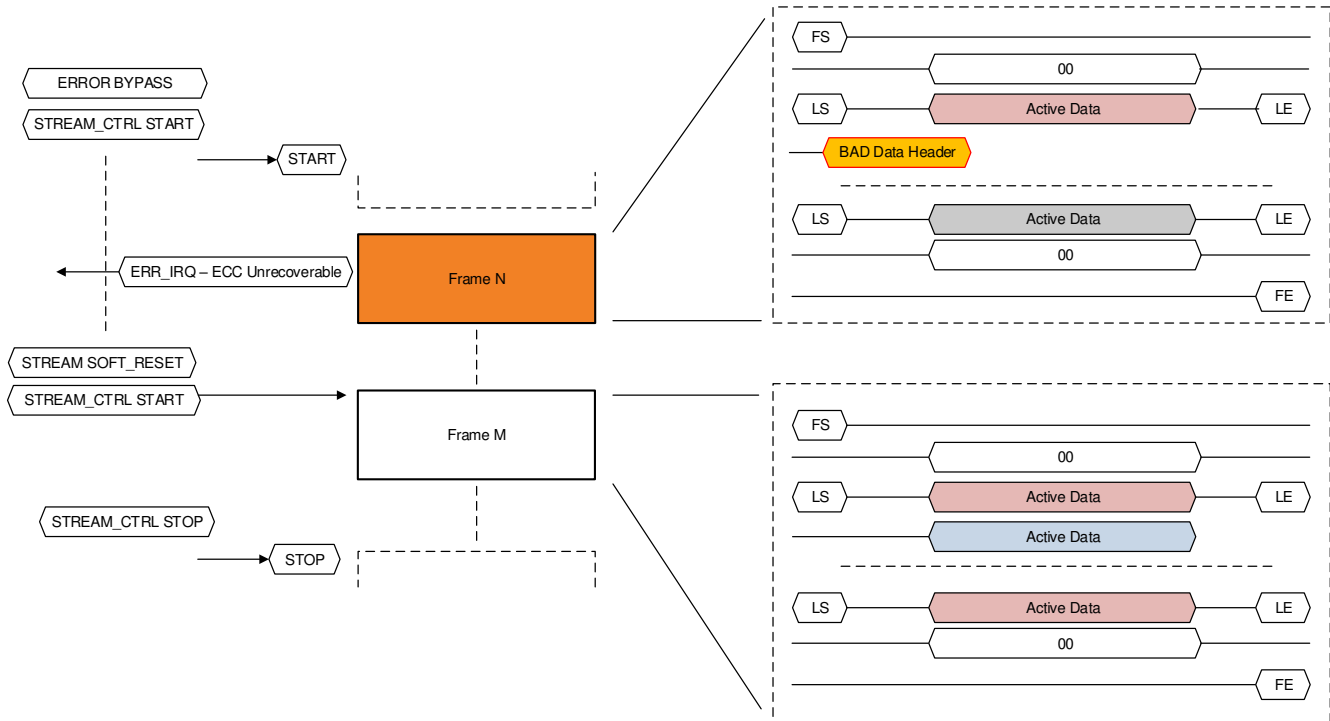 ERROR BYPASS
STREAM_CTRL START
START
ERR_IRQ – ECC Unrecoverable
Frame N
STREAM SOFT_RESET
STREAM_CTRL START
Frame M
STREAM_CTRL STOP
STOP
FS
00
LS
Active Data
LE
BAD Data Header
LS
Active Data
LE
00
FE
FS
00
LS
Active Data
LE
Active Data
LS
Active Data
LE
00
FE